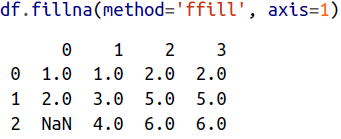 df.fillna(method='ffill', axis=1)
0 1 2 3
0 1.0 1.0 2.0 2.0
1 2.0 3.0 5.0 5.0
2 NaN 4.0 6.0 6.0